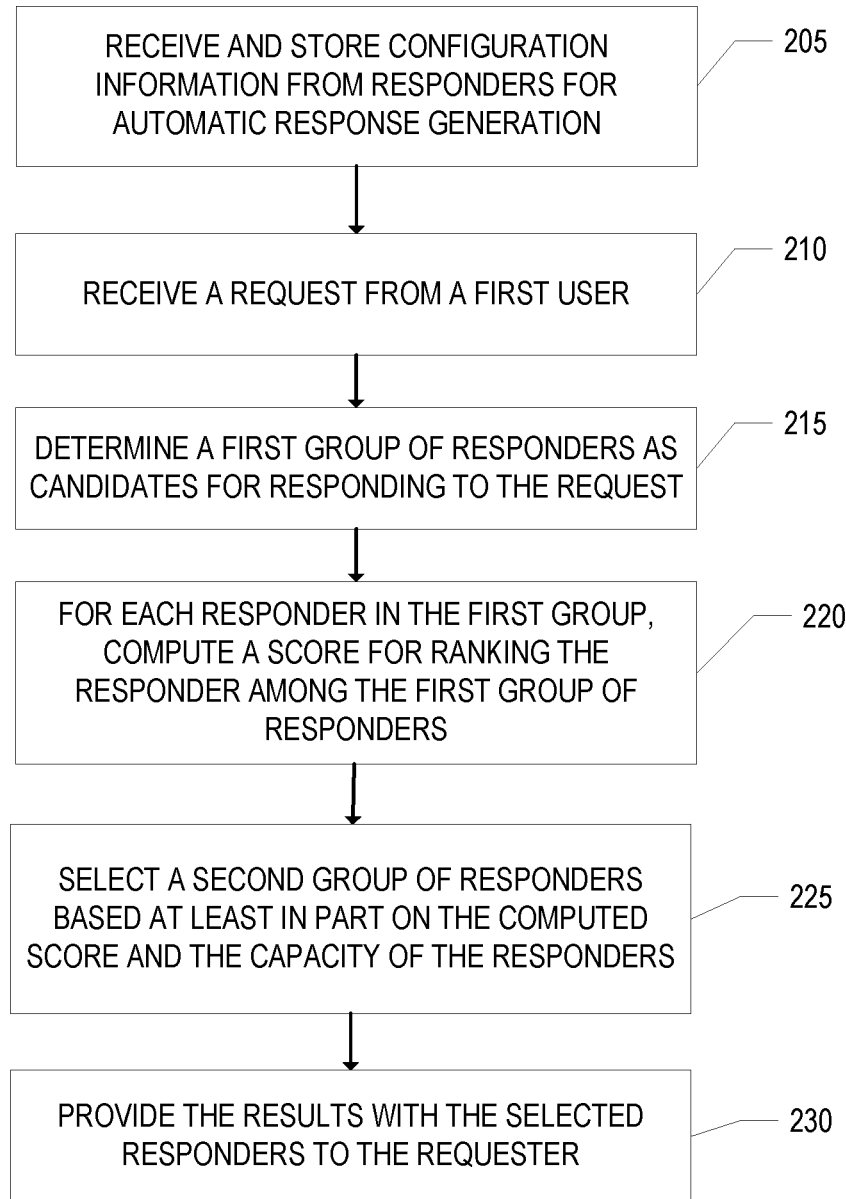 RECEIVE AND STORE CONFIGURATION
INFORMATION FROM RESPONDERS FOR
AUTOMATIC RESPONSE GENERATION
205
RECEIVE A REQUEST FROM A FIRST USER
210
DETERMINE A FIRST GROUP OF RESPONDERS AS
CANDIDATES FOR RESPONDING TO THE REQUEST
215
FOR EACH RESPONDER IN THE FIRST GROUP,
COMPUTE A SCORE FOR RANKING THE
RESPONDER AMONG THE FIRST GROUP OF
RESPONDERS
220
SELECT A SECOND GROUP OF RESPONDERS
BASED AT LEAST IN PART ON THE COMPUTED
SCORE AND THE CAPACITY OF THE RESPONDERS
225
PROVIDE THE RESULTS WITH THE SELECTED
RESPONDERS TO THE REQUESTER
230